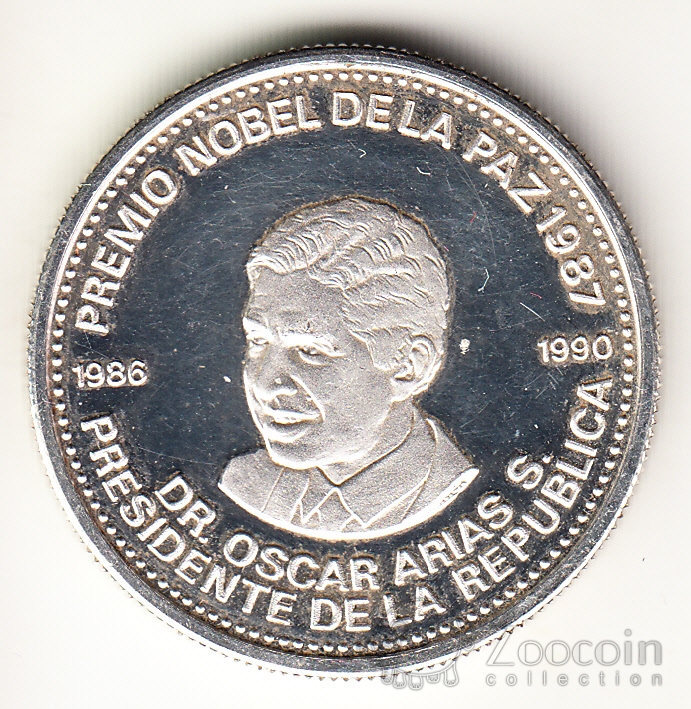 PREMIO NOBEL DE LA PAZ 1987
1986
1990
DR. OSCAR ARIAS S.
PRESIDENTE DE LA REPUBLICA
Zoocoin
collection